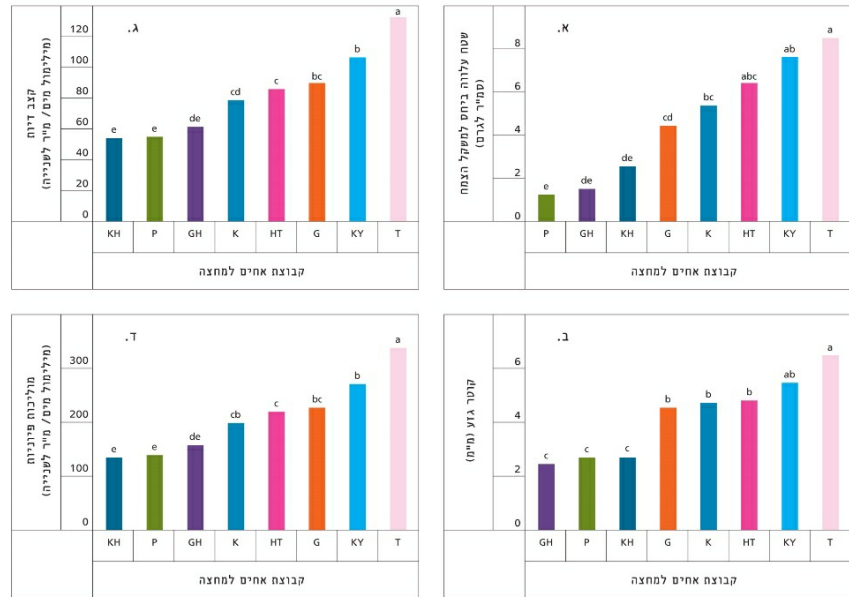 א.
שטח עלווה ביחס למשקל הצמח
(סמ״ר לגרם)
8
6
4
2
0
e de de cd bc abc ab a
P GH KH G K HT KY T
קבוצת אחים למחצה
ב.
קוטר גזע (מ״מ)
6
4
2
0
c c c b b b ab a
GH P KH G K HT KY T
קבוצת אחים למחצה
ג.
קצב דיות
(מילימול מים/ מ״ר לשנייה)
120
100
80
60
40
20
0
e e de cd c bc b a
KH P GH K HT G KY T
קבוצת אחים למחצה
ד.
מוליכות פיוניות
(מילימול מים/ מ״ר לשנייה)
300
200
100
0
e e de cb c bc b a
KH P GH K HT G KY T
קבוצת אחים למחצה